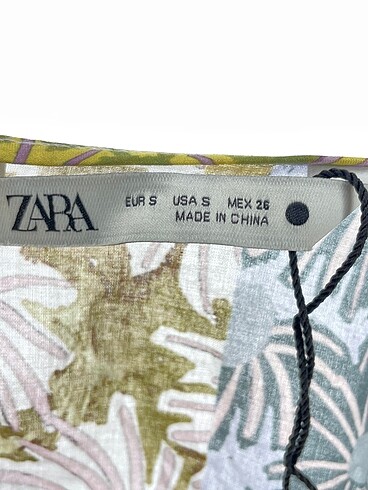 ZARA
EUR S USA S MEX 26
MADE IN CHINA